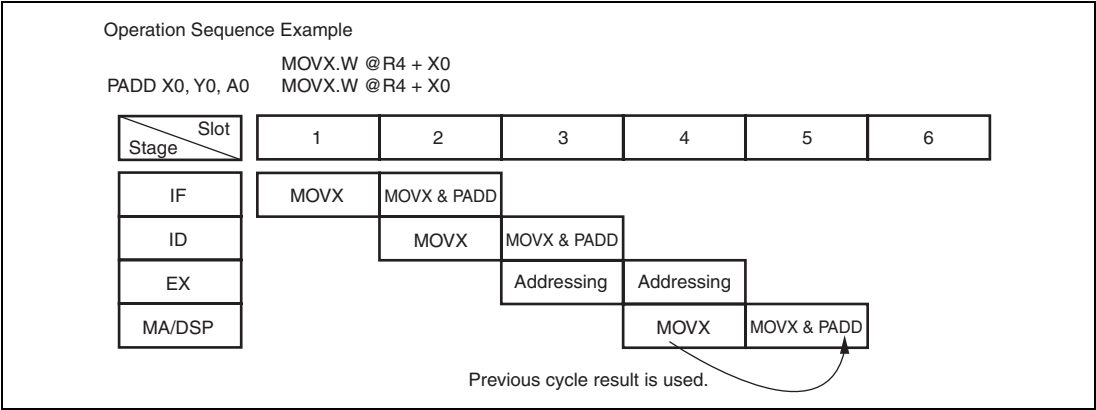 Operation Sequence Example
MOVX.W @R4 + X0
PADD X0, Y0, A0 MOVX.W @R4 + X0
Slot
Stage
1 2 3 4 5 6
IF MOVX MOVX & PADD
ID MOVX MOVX & PADD
EX Addressing Addressing
MA/DSP MOVX MOVX & PADD
Previous cycle result is used.